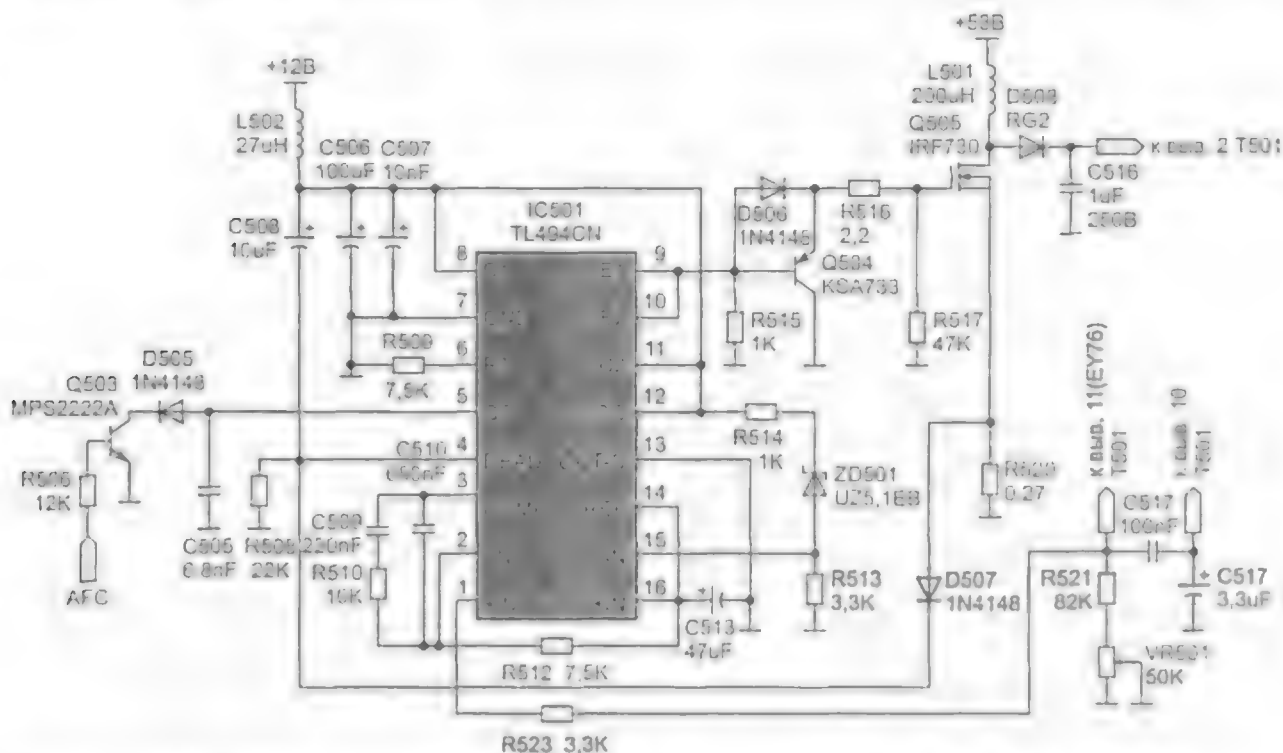 +53В
+12В
L501
230uH
D508
RG2
Q505
IRF730
к выв. 2 T501
C516
1uF
250В
L502
27uH
C506
100uF
C507
10nF
C508
10uF
IC501
TL494CN
D506
1N4148
R516
2,2
Q504
KSA733
R515
1K
R517
47K
8
7
6
5
4
3
2
1
9
10
11
12
13
14
15
16
R509
7,5K
D505
1N4148
Q503
MPS2222A
R506
12K
AFC
C505
6.8nF
R508
22K
C510
C509
220nF
R510
10K
R512 7,5K
R523 3,3K
C513
47uF
R514
1K
ZD501
R513
3,3K
D507
1N4148
R520
0.27
К выв. 11(EY76)
T501
к выв. 10
T501
C517
100nF
R521
82K
C517
3,3uF
VR501
50K